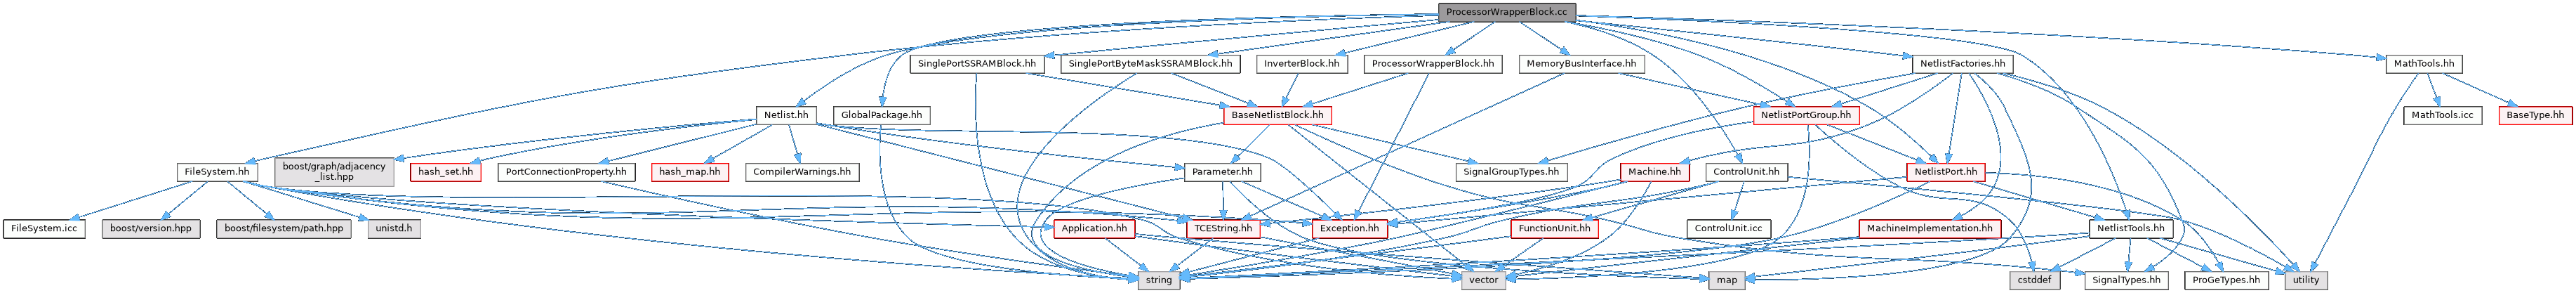 ProcessorWrapperBlock.cc
SinglePortSSRAMBlock.hh
SinglePortByteMaskSSRAMBlock.hh
InverterBlock.hh
ProcessorWrapperBlock.hh
MemoryBusInterface.hh
NetlistFactories.hh
MathTools.hh
Netlist.hh
GlobalPackage.hh
BaseNetlistBlock.hh
NetlistPortGroup.hh
MathTools.icc
BaseType.hh
FileSystem.hh
boost/graph/adjacency
_list.hpp
hash_set.hh
PortConnectionProperty.hh
hash_map.hh
CompilerWarnings.hh
Parameter.hh
SignalGroupTypes.hh
Machine.hh
ControlUnit.hh
NetlistPort.hh
FileSystem.icc
boost/version.hpp
boost/filesystem/path.hpp
unistd.h
Application.hh
TCEString.hh
Exception.hh
FunctionUnit.hh
ControlUnit.icc
MachineImplementation.hh
NetlistTools.hh
string
vector
map
cstddef
SignalTypes.hh
ProGeTypes.hh
utility